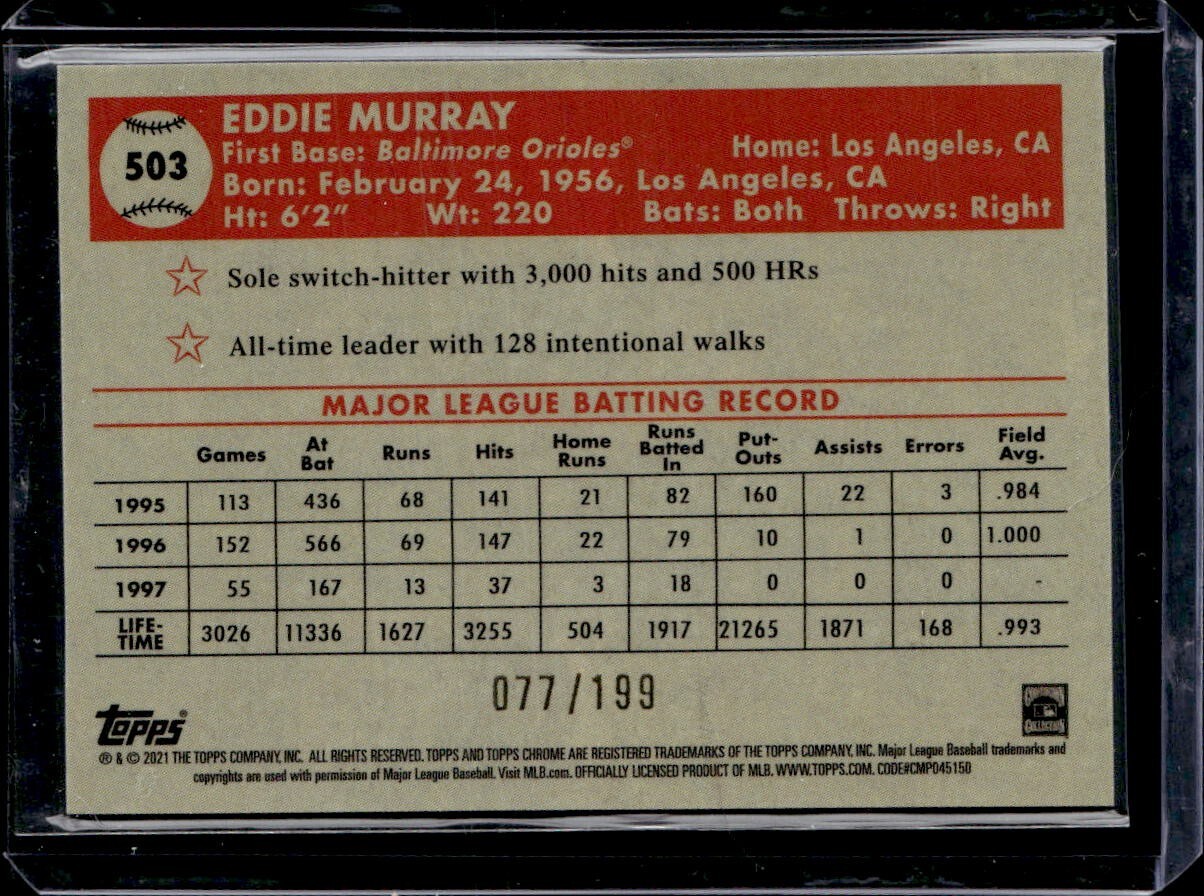 503
EDDIE MURRAY
First Base: Baltimore Orioles® Home: Los Angeles, CA
Born: February 24, 1956, Los Angeles, CA
Ht: 6'2" Wt: 220 Bats: Both Throws: Right
Sole switch-hitter with 3,000 hits and 500 HRs
All-time leader with 128 intentional walks
MAJOR LEAGUE BATTING RECORD
Games At Bat Runs Hits Home Runs Runs Batted In Put-Outs Assists Errors Field Avg.
1995 113 436 68 141 21 82 160 22 3 .984
1996 152 566 69 147 22 79 10 1 0 1.000
1997 55 167 13 37 3 18 0 0 0 -
LIFE-TIME 3026 11336 1627 3255 504 1917 21265 1871 168 .993
077/199
Topps®
® & © 2021 THE TOPPS COMPANY, INC. ALL RIGHTS RESERVED. TOPPS AND TOPPS CHROME ARE REGISTERED TRADEMARKS OF THE TOPPS COMPANY, INC. Major League Baseball trademarks and
copyrights are used with permission of Major League Baseball. Visit MLB.com. OFFICIALLY LICENSED PRODUCT OF MLB. WWW.TOPPS.COM. CODE#CMP045150